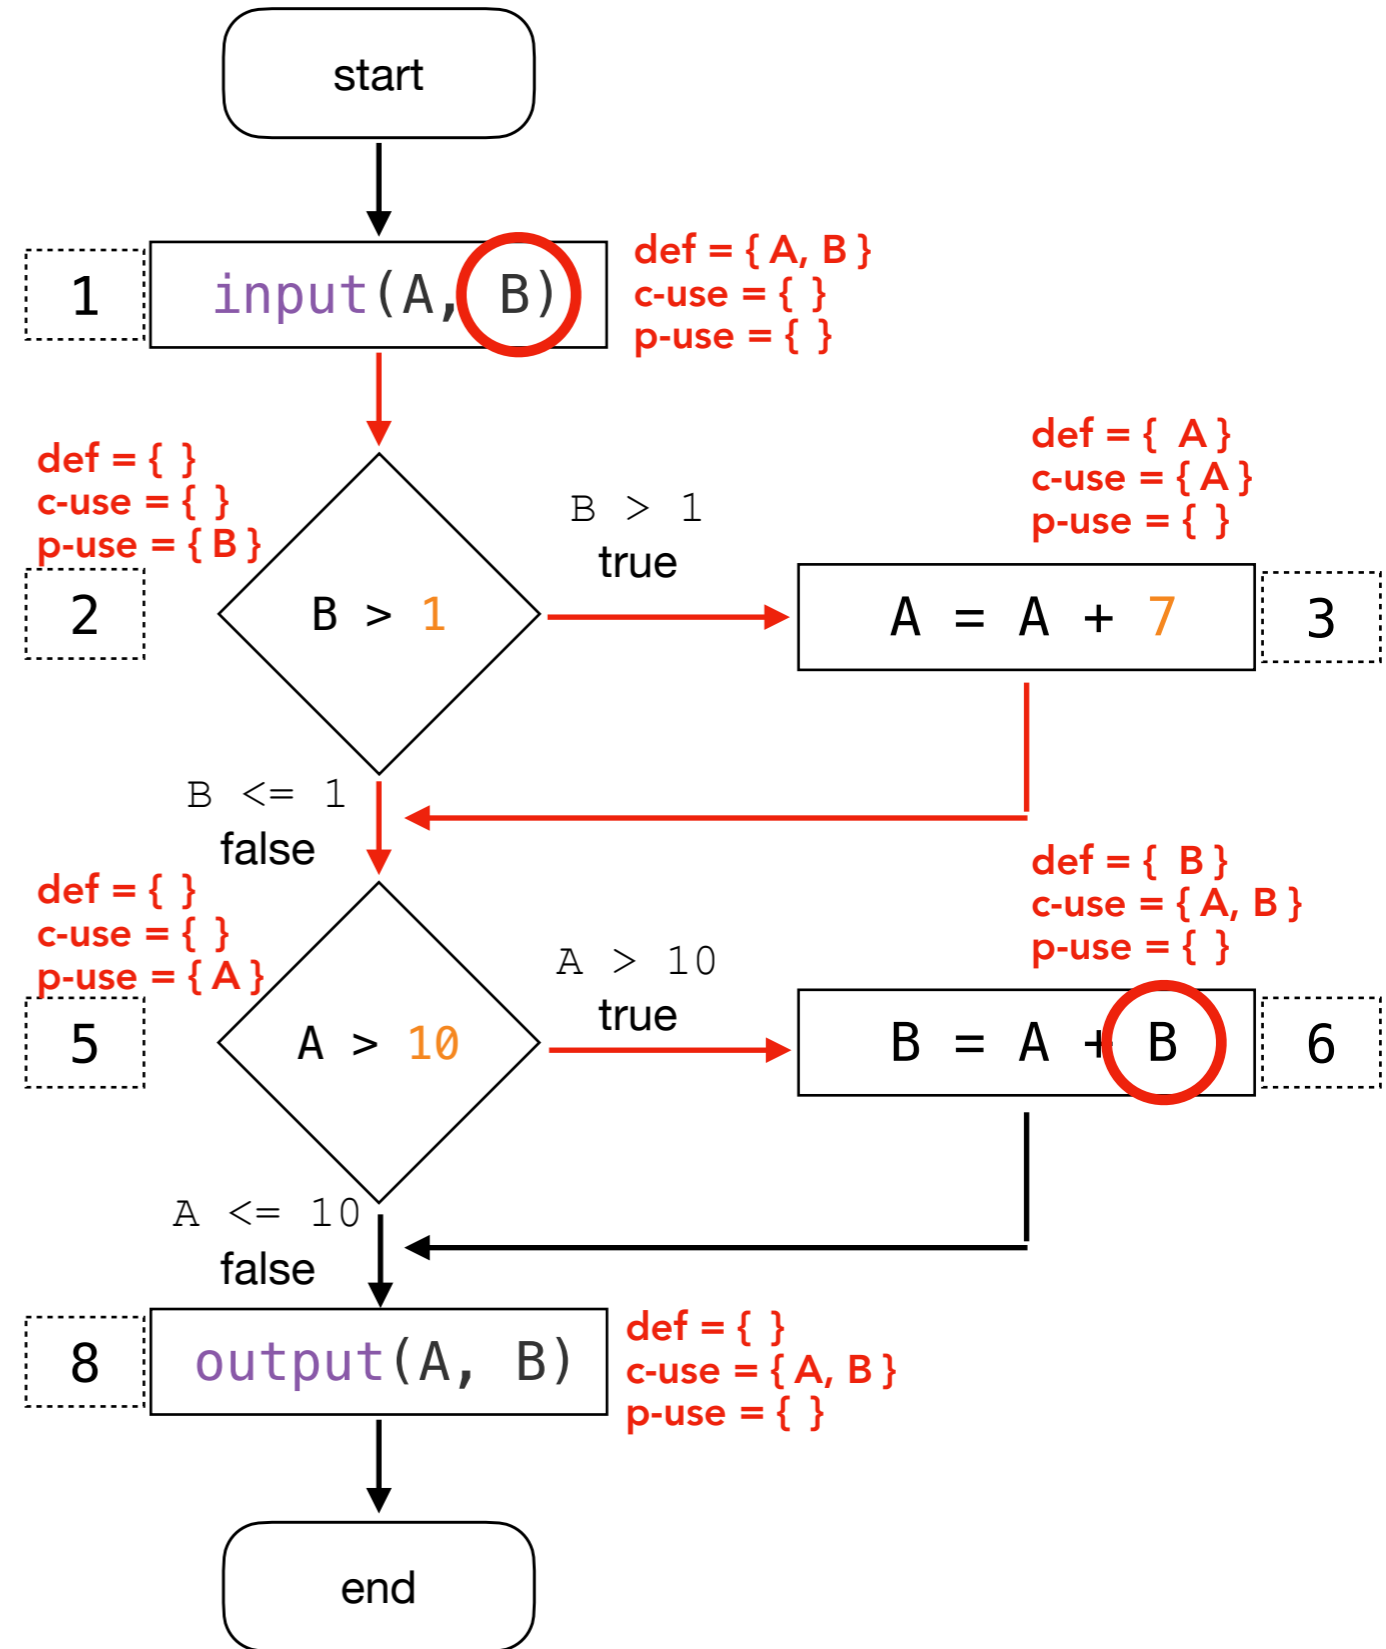 start
1
input(A, B)
def = { A, B }
c-use = { }
p-use = { }
def = { }
c-use = { }
p-use = { B }
2
B > 1
B > 1
true
def = { A }
c-use = { A }
p-use = { }
A = A + 7
3
B <= 1
false
def = { }
c-use = { }
p-use = { A }
5
A > 10
A > 10
true
def = { B }
c-use = { A, B }
p-use = { }
B = A + B
6
A <= 10
false
8
output(A, B)
def = { }
c-use = { A, B }
p-use = { }
end